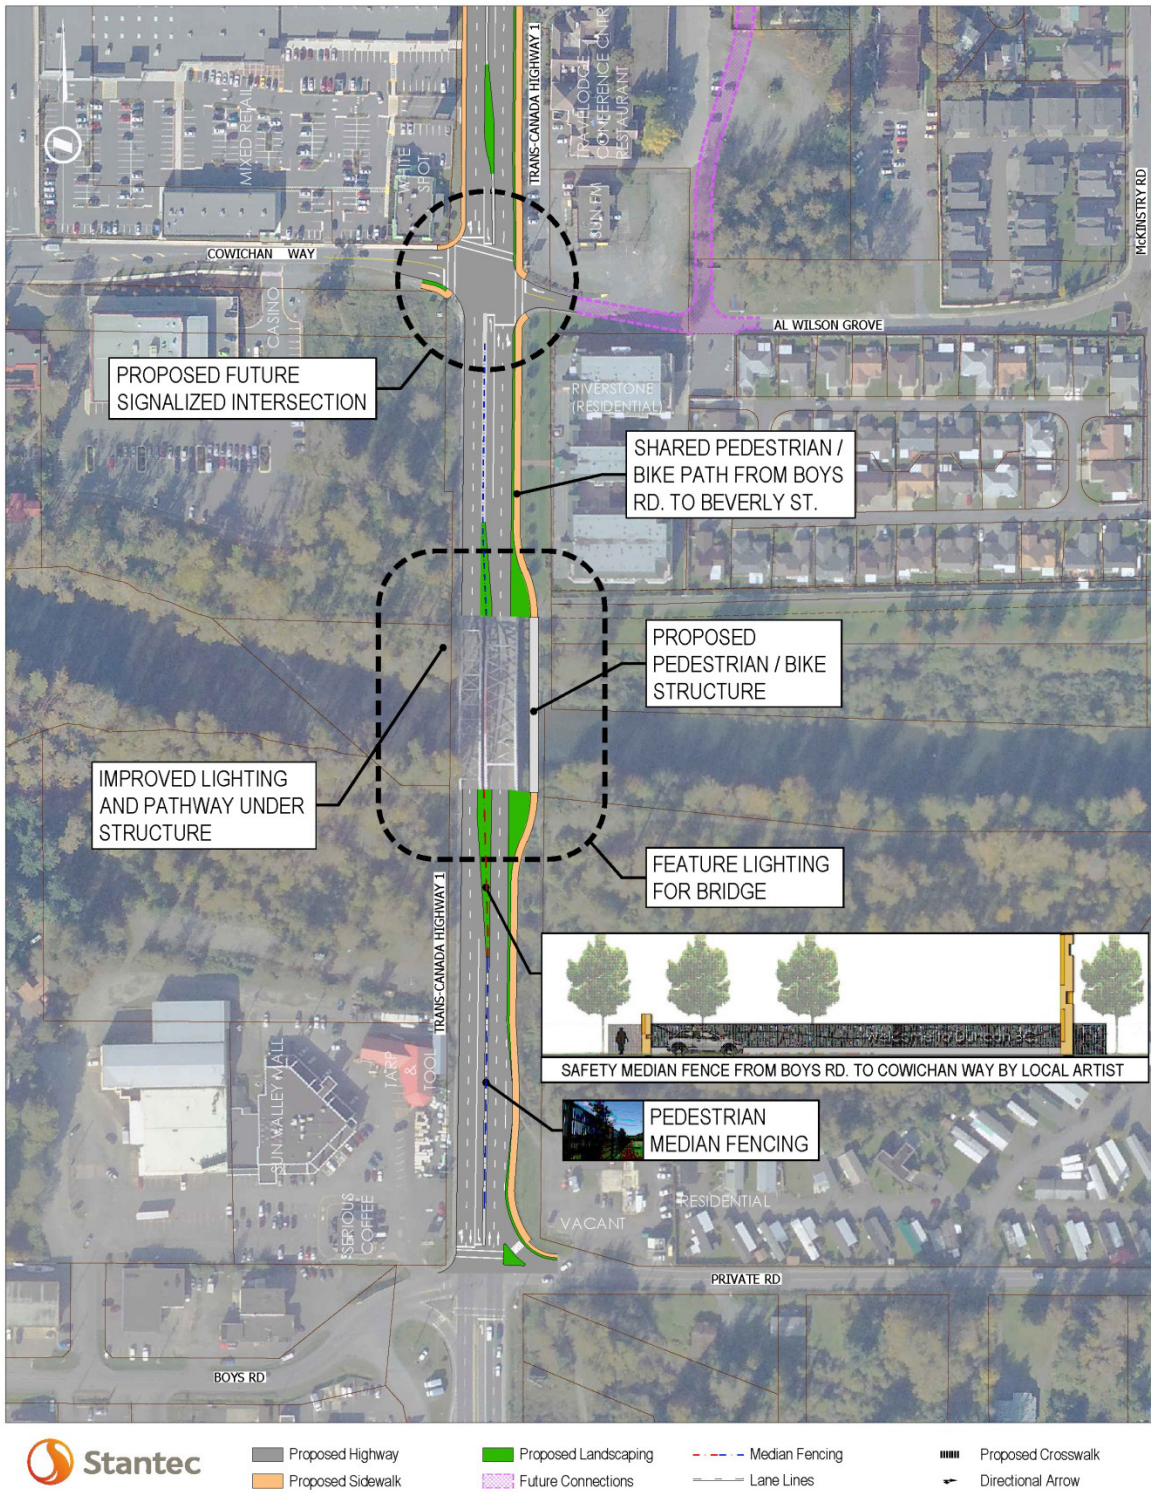 MIXED RETAIL
WHITE
SPOT
TRANS-CANADA HIGHWAY 1
TRAVELODGE
CONFERENCE CNTR
RESTAURANT
SUN FM
McKINSTRY RD
COWICHAN WAY
CASINO
AL WILSON GROVE
PROPOSED FUTURE
SIGNALIZED INTERSECTION
RIVERSTONE
(RESIDENTIAL)
SHARED PEDESTRIAN /
BIKE PATH FROM BOYS
RD. TO BEVERLY ST.
PROPOSED
PEDESTRIAN / BIKE
STRUCTURE
IMPROVED LIGHTING
AND PATHWAY UNDER
STRUCTURE
FEATURE LIGHTING
FOR BRIDGE
TRANS-CANADA HIGHWAY 1
Welcome to Duncan BC
SAFETY MEDIAN FENCE FROM BOYS RD. TO COWICHAN WAY BY LOCAL ARTIST
TARP
&
TOOL
SUN VALLEY MALL
PEDESTRIAN
MEDIAN FENCING
SERIOUS
COFFEE
RESIDENTIAL
VACANT
PRIVATE RD
BOYS RD
Stantec
Proposed Highway
Proposed Sidewalk
Proposed Landscaping
Future Connections
Median Fencing
Lane Lines
Proposed Crosswalk
Directional Arrow